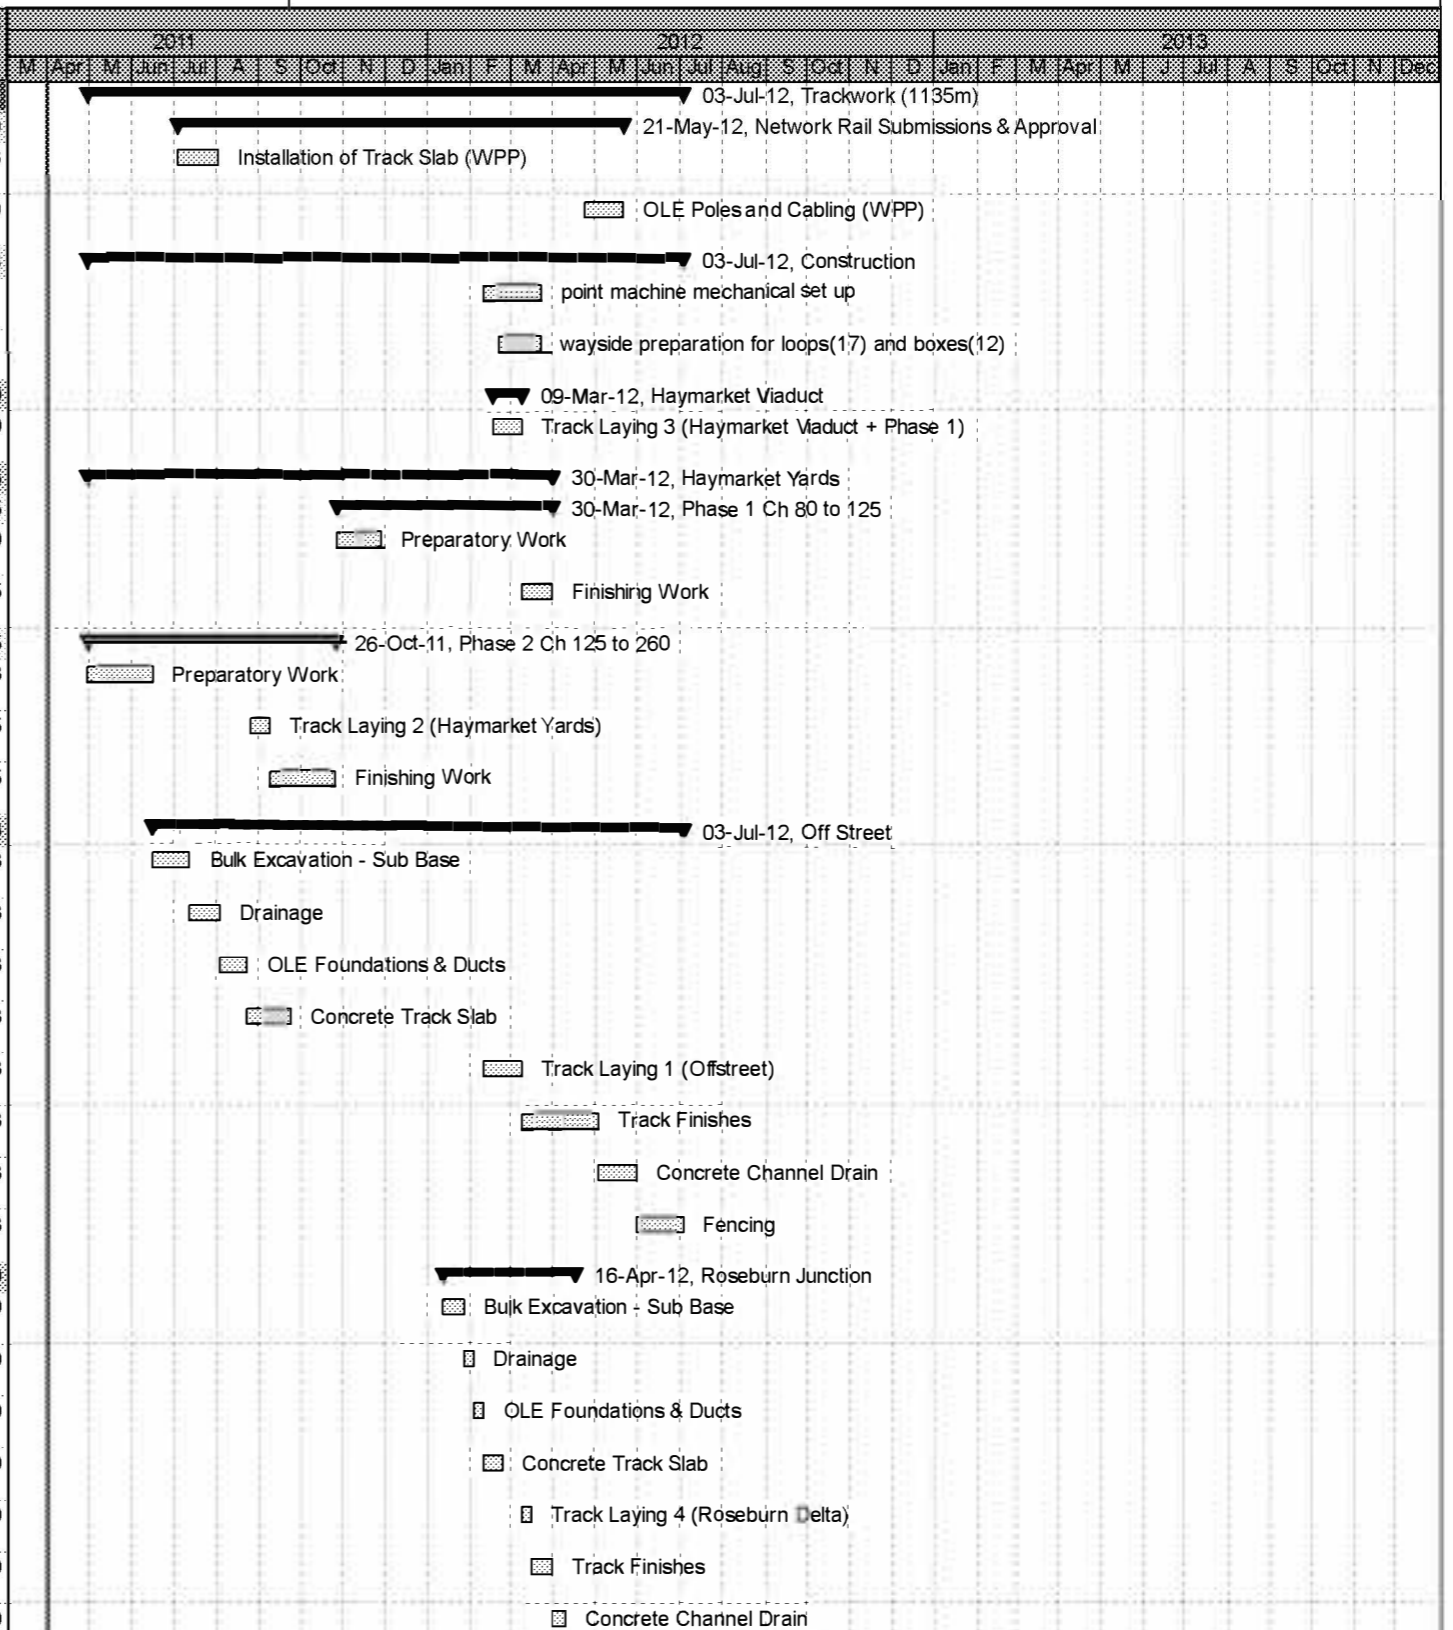 2011 2012 2013
M Apr M Jun Jul A S Oct N D Jan F M Apr M Jun Jul Aug S Oct N D Jan F M Apr M J Jul A S Oct N Dec
03-Jul-12, Trackwork (1135m)
21-May-12, Network Rail Submissions & Approval
Installation of Track Slab (WPP)
OLE Poles and Cabling (WPP)
03-Jul-12, Construction
point machine mechanical set up
wayside preparation for loops(17) and boxes(12)
09-Mar-12, Haymarket Viaduct
Track Laying 3 (Haymarket Viaduct + Phase 1)
30-Mar-12, Haymarket Yards
30-Mar-12, Phase 1 Ch 80 to 125
Preparatory Work
Finishing Work
26-Oct-11, Phase 2 Ch 125 to 260
Preparatory Work
Track Laying 2 (Haymarket Yards)
Finishing Work
03-Jul-12, Off Street
Bulk Excavation - Sub Base
Drainage
OLE Foundations & Ducts
Concrete Track Slab
Track Laying 1 (Offstreet)
Track Finishes
Concrete Channel Drain
Fencing
16-Apr-12, Roseburn Junction
Bulk Excavation - Sub Base
Drainage
OLE Foundations & Ducts
Concrete Track Slab
Track Laying 4 (Roseburn Delta)
Track Finishes
Concrete Channel Drain